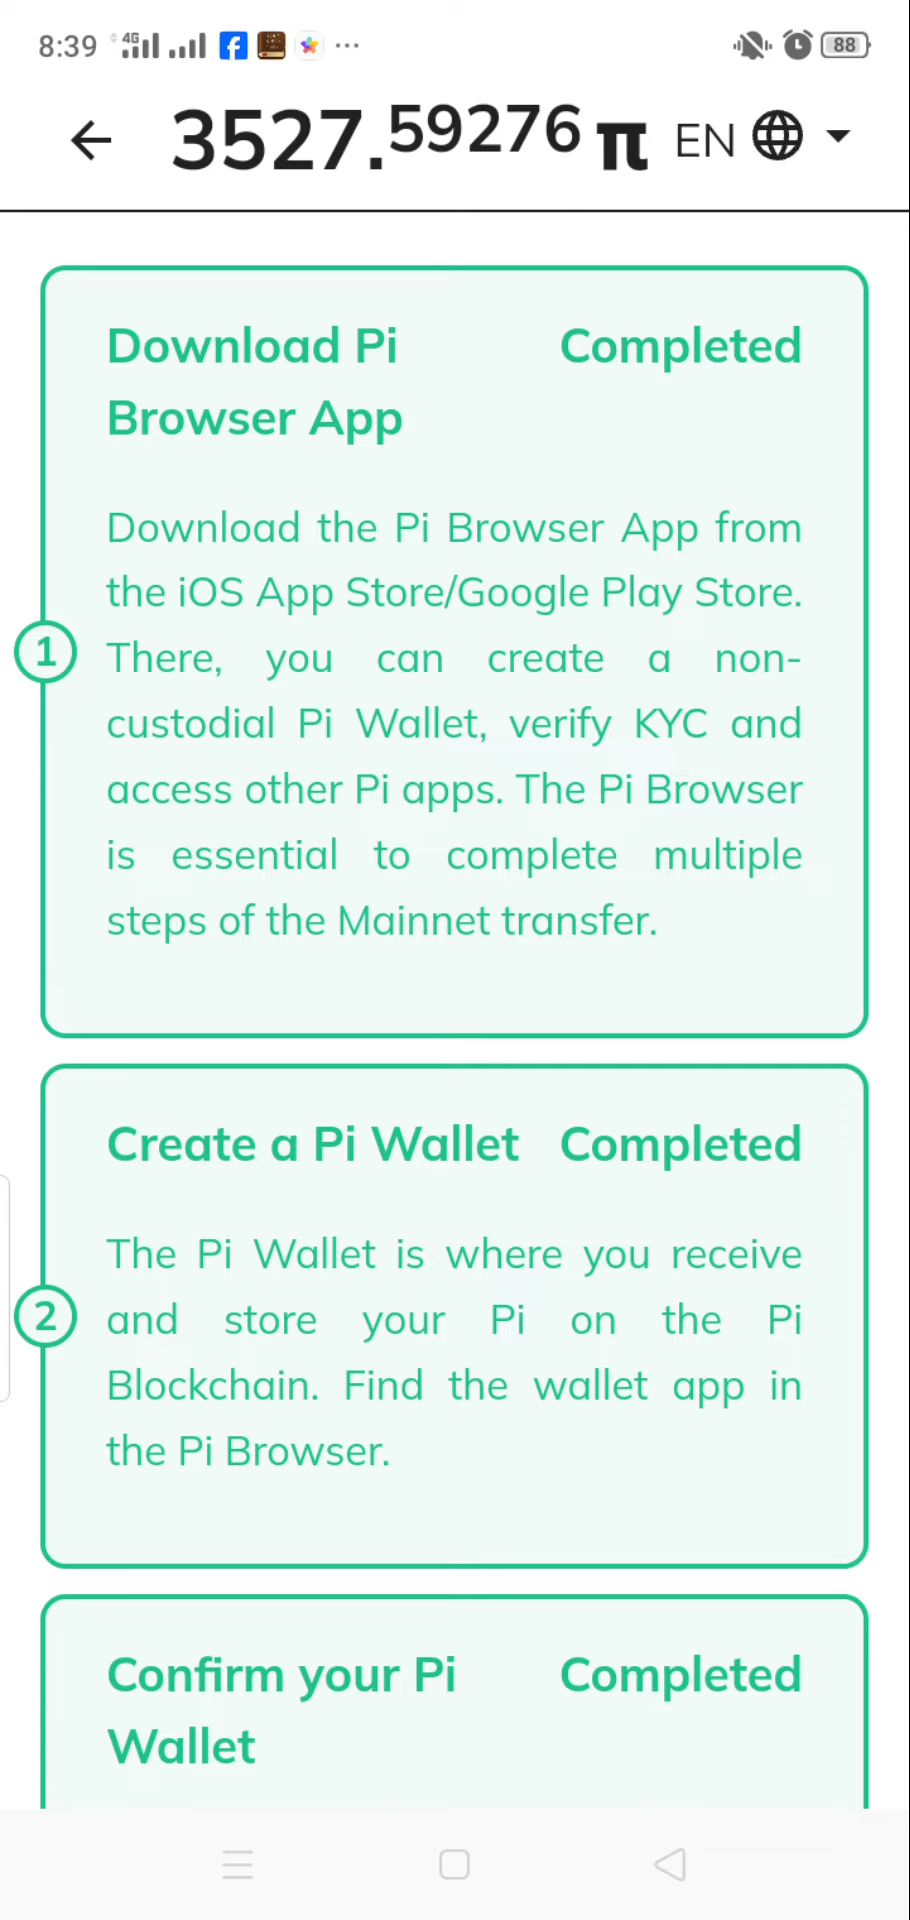 8:39 4G 88
3527.59276 π EN
Download Pi Completed
Browser App
Download the Pi Browser App from
the iOS App Store/Google Play Store.
1 There, you can create a non-
custodial Pi Wallet, verify KYC and
access other Pi apps. The Pi Browser
is essential to complete multiple
steps of the Mainnet transfer.
Create a Pi Wallet Completed
The Pi Wallet is where you receive
2 and store your Pi on the Pi
Blockchain. Find the wallet app in
the Pi Browser.
Confirm your Pi Completed
Wallet